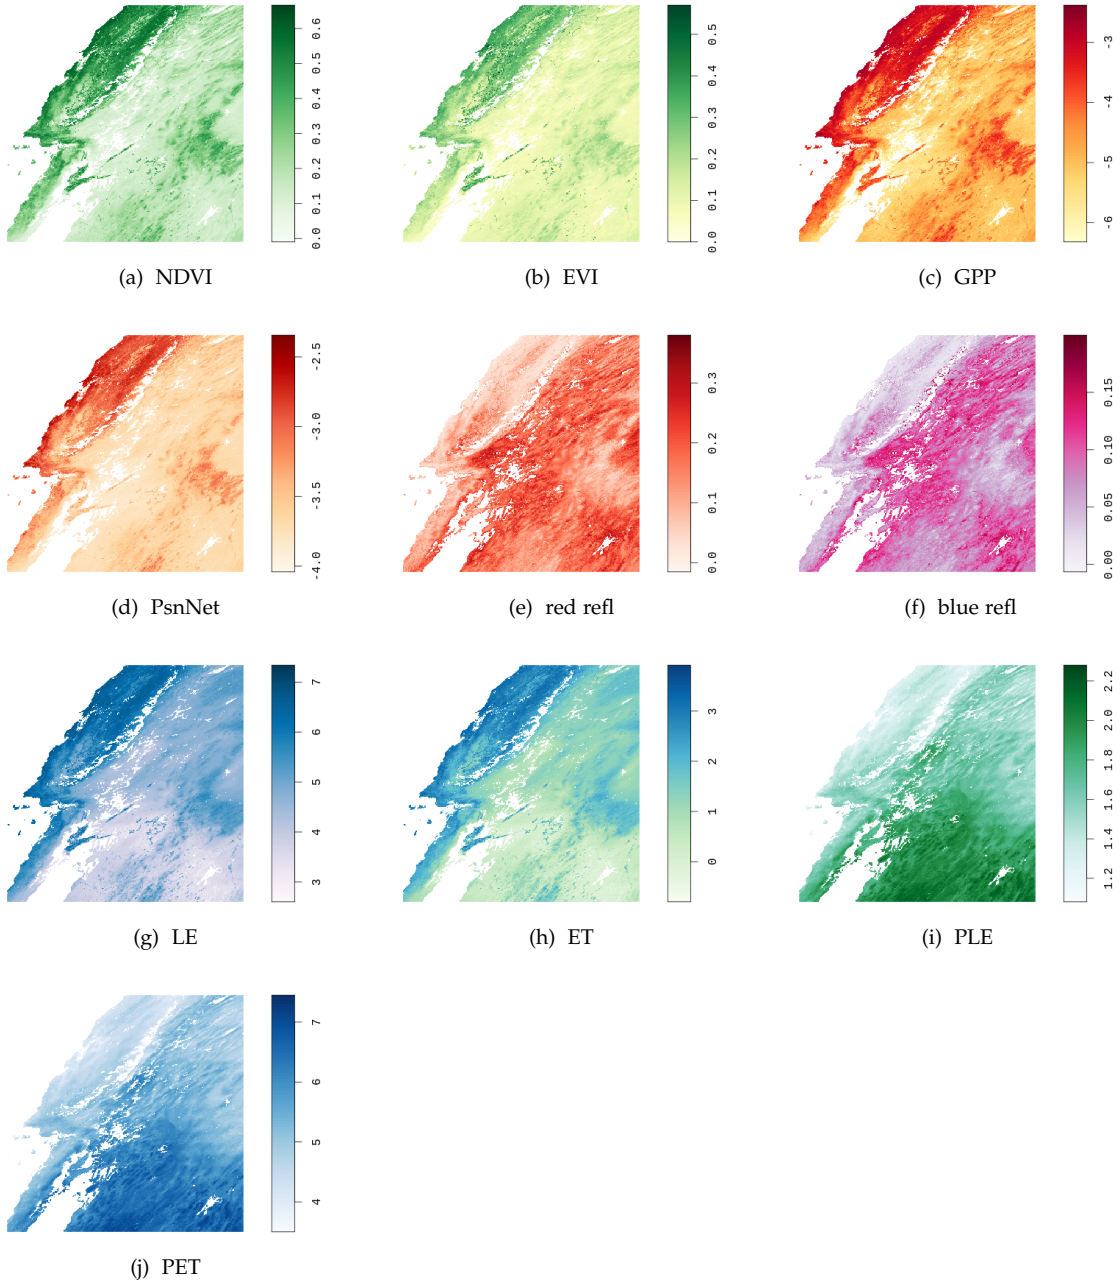 0.0 0.1 0.2 0.3 0.4 0.5 0.6
0.0 0.1 0.2 0.3 0.4 0.5
-6 -5 -4 -3
(a) NDVI
(b) EVI
(c) GPP
-4.0 -3.5 -3.0 -2.5
0.0 0.1 0.2 0.3
0.00 0.05 0.10 0.15
(d) PsnNet
(e) red refl
(f) blue refl
3 4 5 6 7
0 1 2 3
1.2 1.4 1.6 1.8 2.0 2.2
(g) LE
(h) ET
(i) PLE
4 5 6 7
(j) PET